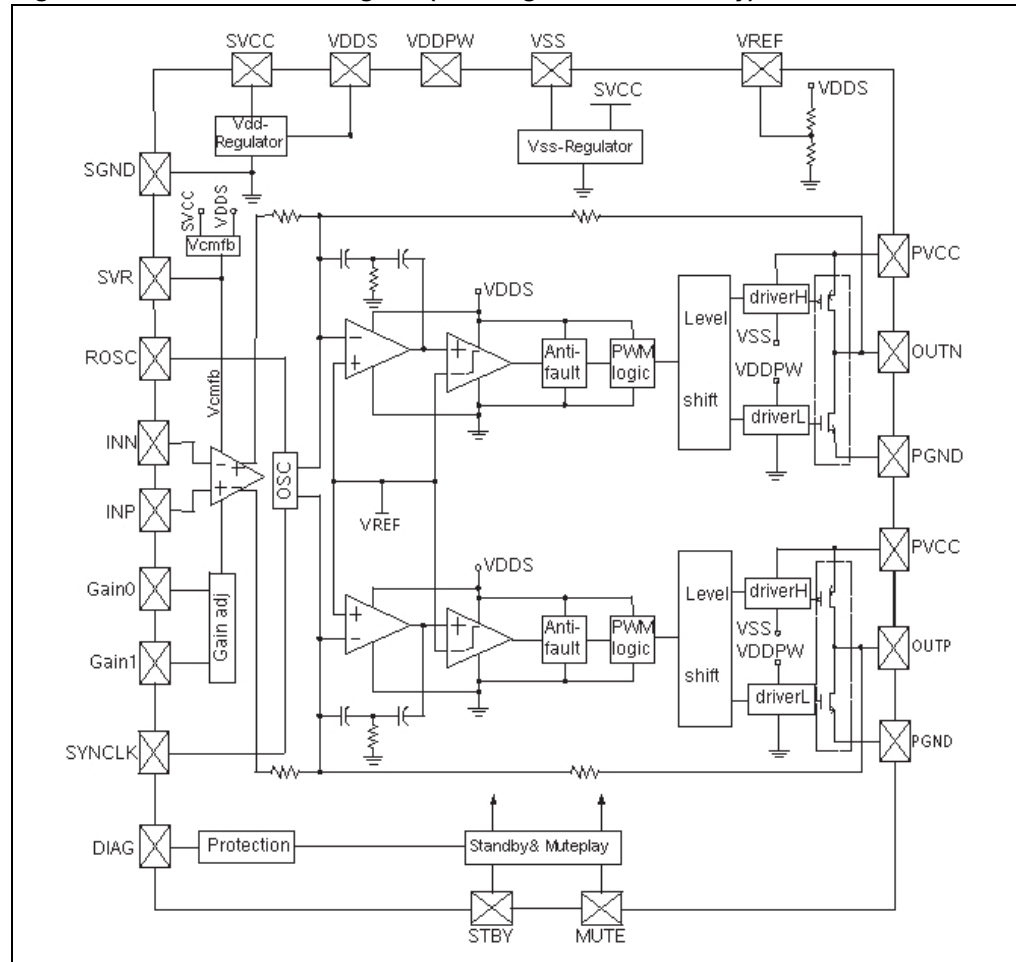 SVCC VDDS VDDPW VSS VREF
SVCC
VDDS
Vdd-
Regulator
Vss-Regulator
SGND
SVCC
VDDS
Vcmfb
SVR
PVCC
VDDS
driverH
Level
shift
ROSC
VSS
OUTN
Anti-
fault
PWM
logic
VDDPW
Vcmfb
driverL
INN
PGND
OSC
INP
VREF
PVCC
VDDS
Gain0
driverH
Level
shift
Gain adj
VSS
Anti-
fault
PWM
logic
OUTP
Gain1
VDDPW
driverL
SYNCLK
PGND
DIAG
Protection
Standby& Muteplay
STBY MUTE